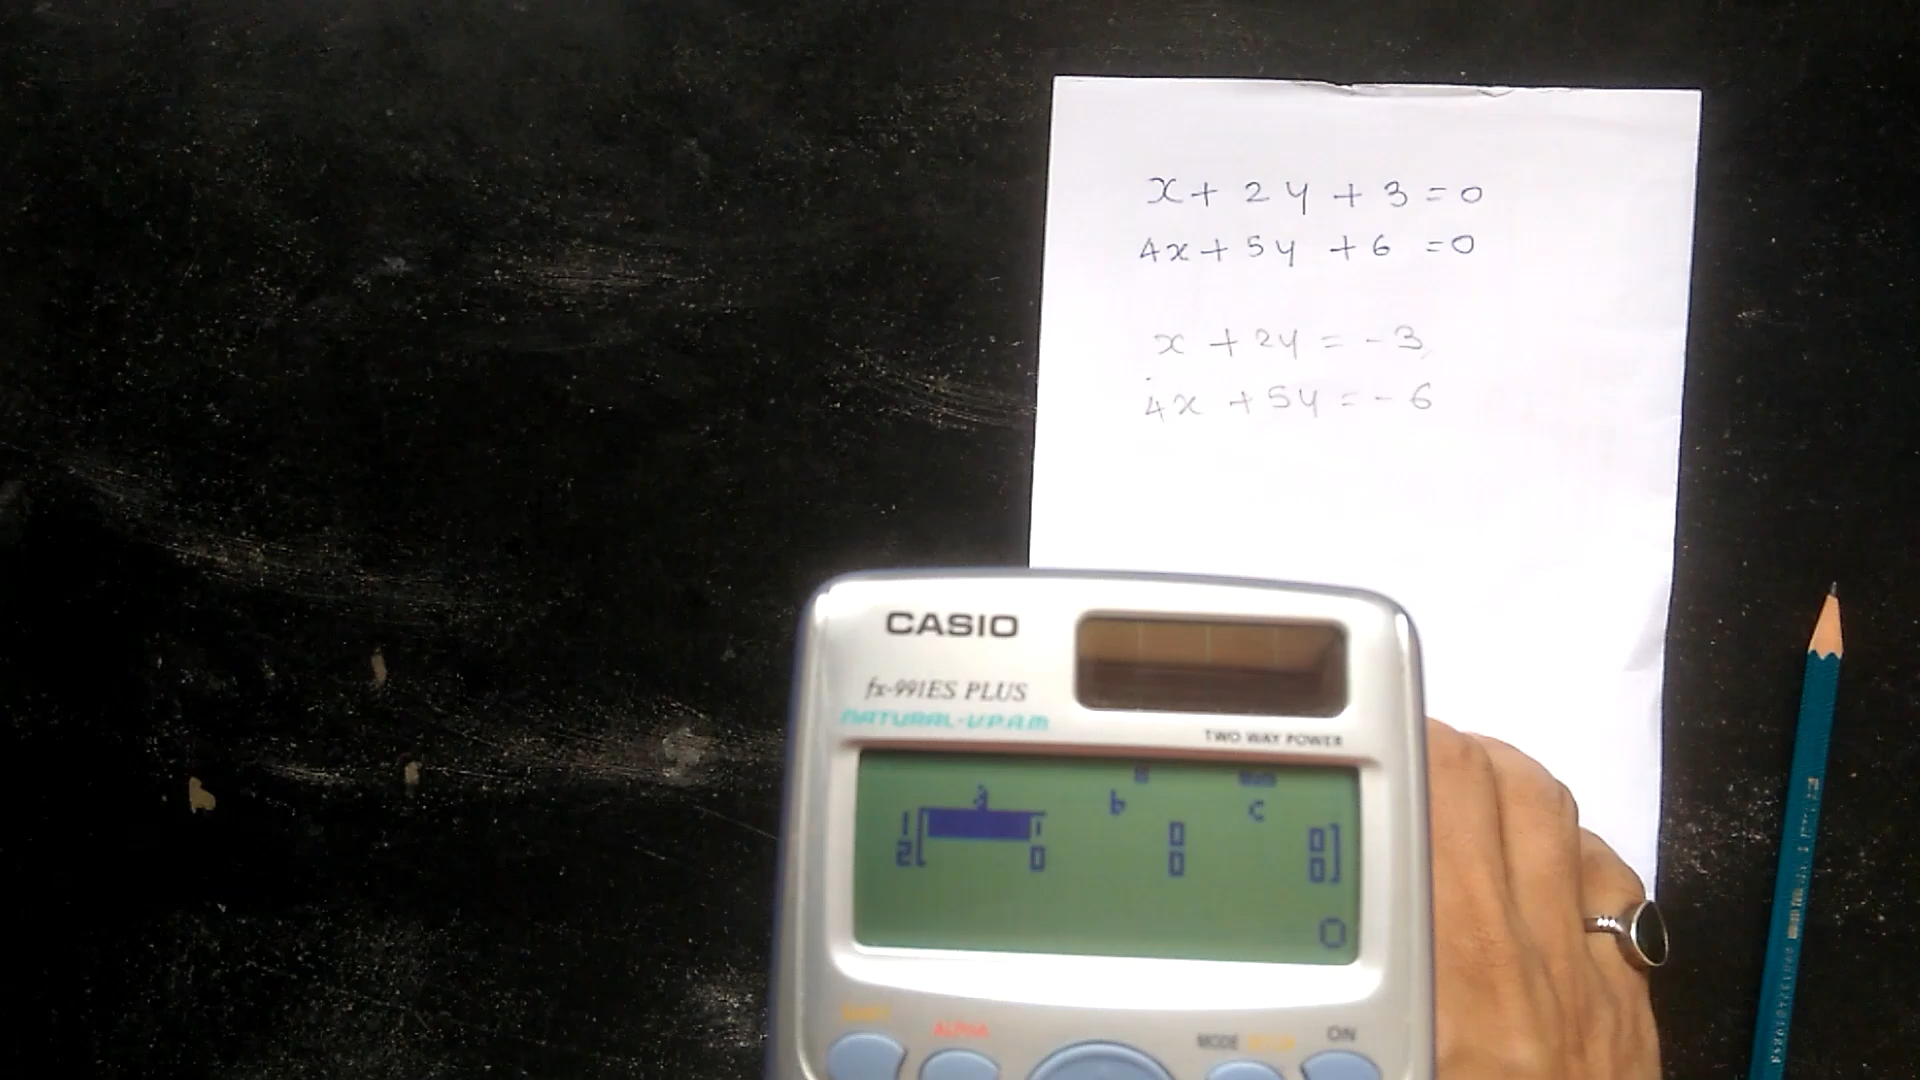 x + 2y + 3 = 0
4x + 5y + 6 = 0
x + 2y = -3
4x + 5y = -6
CASIO
fx-991ES PLUS
NATURAL-V.P.A.M.
TWO WAY POWER
a b c
1 [ 0 0]
2 [ 0 0 0]
0
SHIFT ALPHA MODE SETUP ON